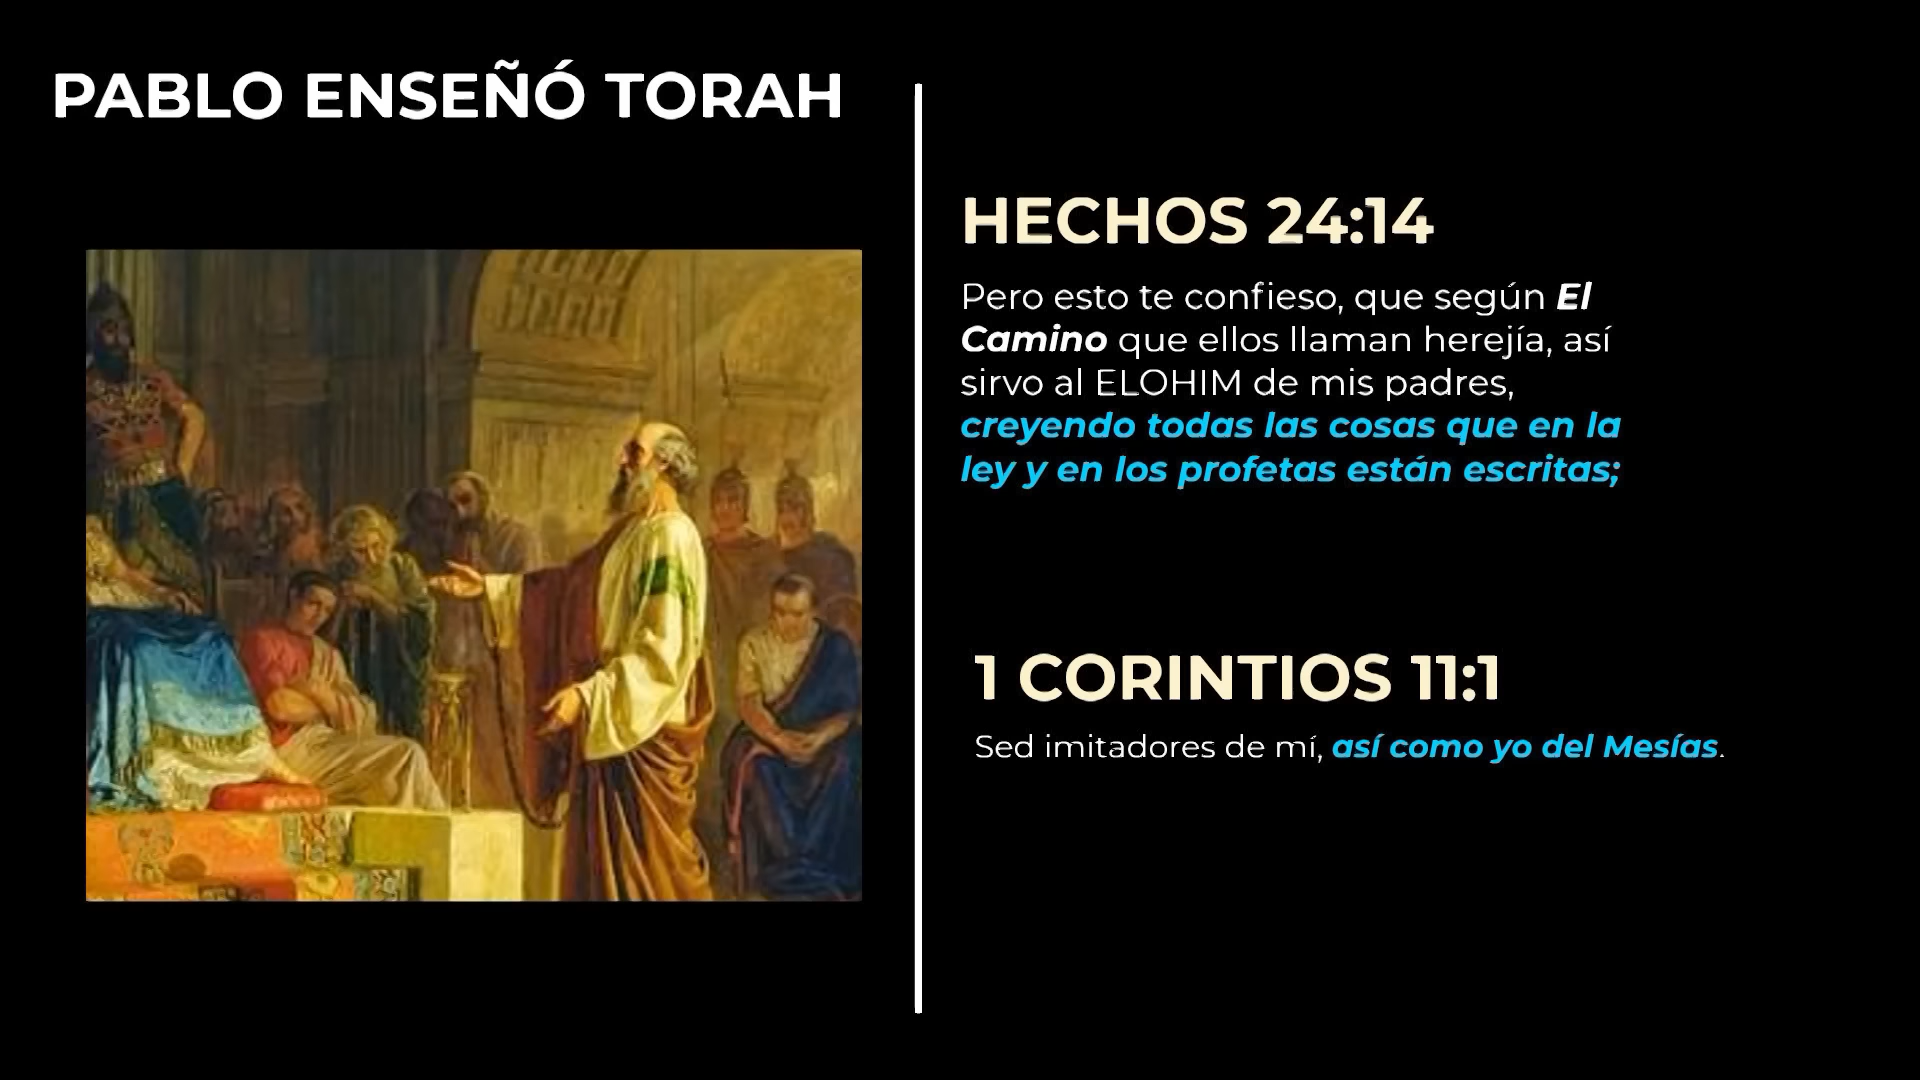 PABLO ENSEÑÓ TORAH
HECHOS 24:14
Pero esto te confieso, que según El
Camino que ellos llaman herejía, así
sirvo al ELOHIM de mis padres,
creyendo todas las cosas que en la
ley y en los profetas están escritas;
1 CORINTIOS 11:1
Sed imitadores de mí, así como yo del Mesías.